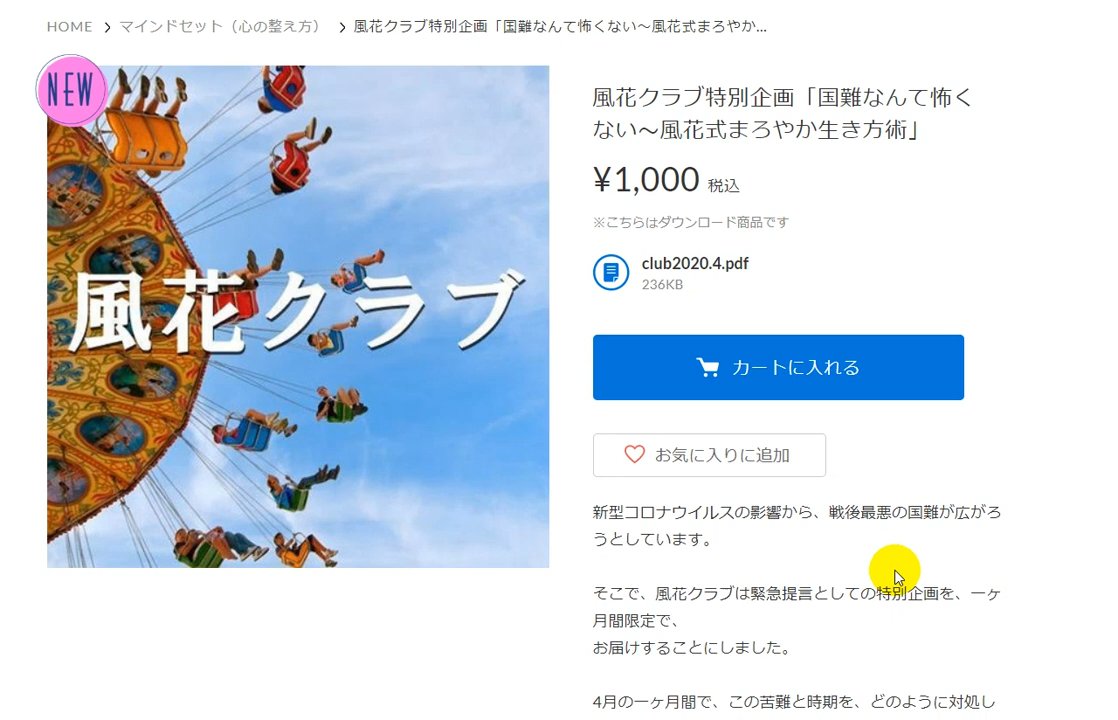 HOME > マインドセット（心の整え方） > 風花クラブ特別企画「国難なんて怖くない～風花式まろやか...
NEW
風花クラブ
風花クラブ特別企画「国難なんて怖く
ない～風花式まろやか生き方術」
¥1,000 税込
※こちらはダウンロード商品です
club2020.4.pdf
236KB
カートに入れる
お気に入りに追加
新型コロナウイルスの影響から、戦後最悪の国難が広がろ
うとしています。
そこで、風花クラブは緊急提言としての特別企画を、一ヶ
月間限定で、
お届けすることにしました。
4月の一ヶ月間で、この苦難と時期を、どのように対処し